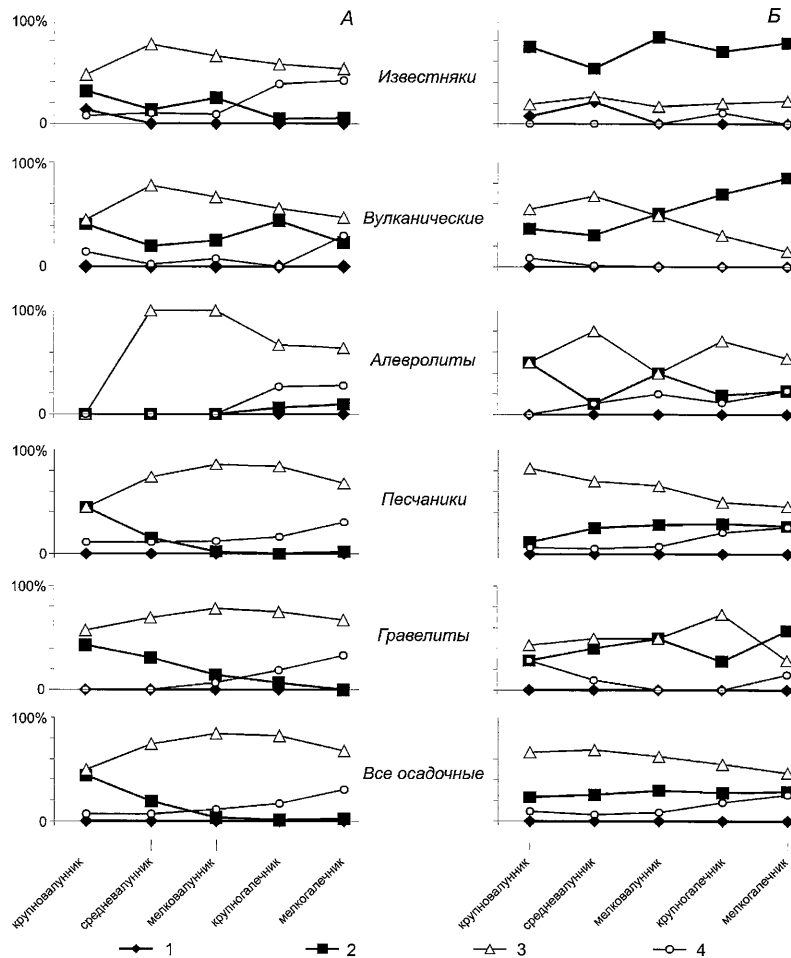 А
Б
100%
0
Известняки
100%
0
Вулканические
100%
0
Алевролиты
100%
0
Песчаники
100%
0
Гравелиты
100%
0
Все осадочные
крупновалунник
средневалунник
мелковалунник
крупногалечник
мелкогалечник
крупновалунник
средневалунник
мелковалунник
крупногалечник
мелкогалечник
1
2
3
4